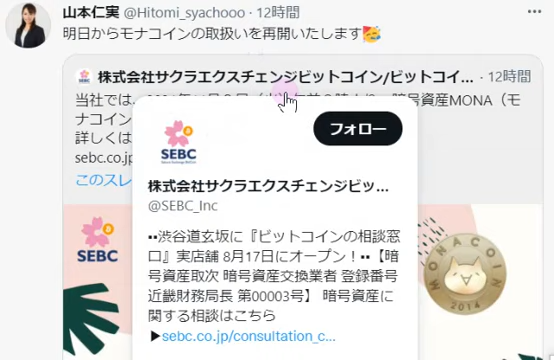 山本仁実 @Hitomi_syachooo · 12時間
明日からモナコインの取扱いを再開いたします🥳
株式会社サクラエクスチェンジビットコイン/ビットコイ... · 12時間
当社では、
暗号資産MONA（モ
ナコイン
詳しくは
sebc.co.jp
このスレ
フォロー
SEBC
株式会社サクラエクスチェンジビッ...
@SEBC_Inc
▪▪渋谷道玄坂に『ビットコインの相談窓
口』実店舗 8月17日にオープン！▪▪【暗
号資産取次 暗号資産交換業者 登録番号
近畿財務局長 第00003号】 暗号資産に
関する相談はこちら
▶sebc.co.jp/consultation_c...
SEBC
MONACOIN
2014